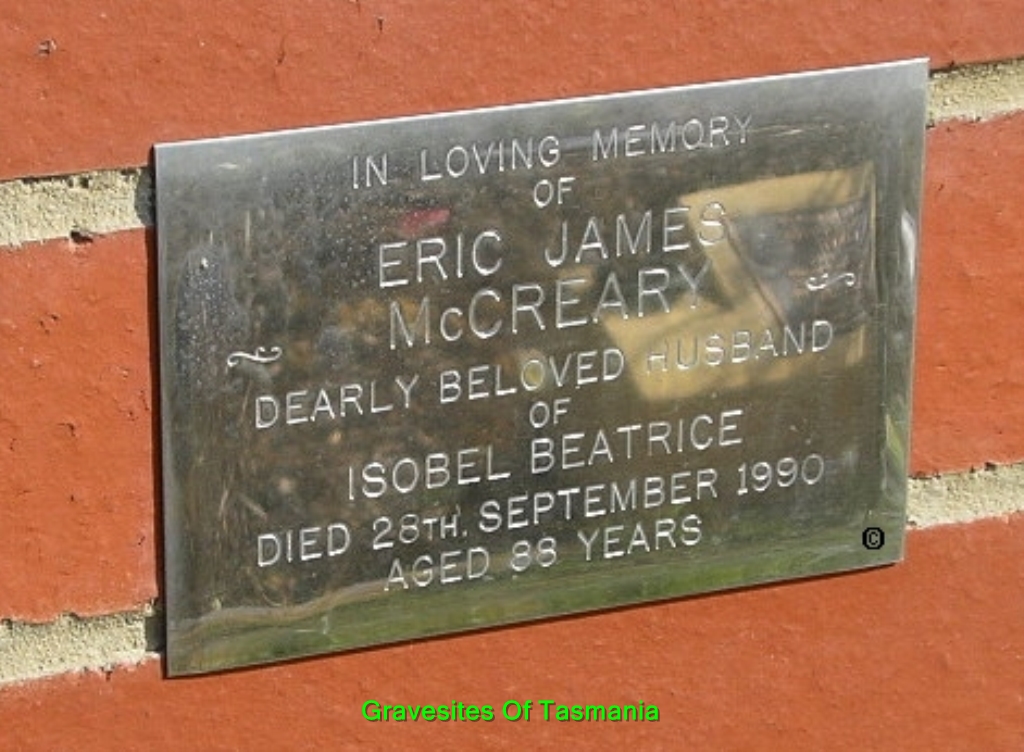 IN LOVING MEMORY
OF
ERIC JAMES
McCREARY
DEARLY BELOVED HUSBAND
OF
ISOBEL BEATRICE
DIED 28TH. SEPTEMBER 1990
AGED 88 YEARS
©
Gravesites Of Tasmania